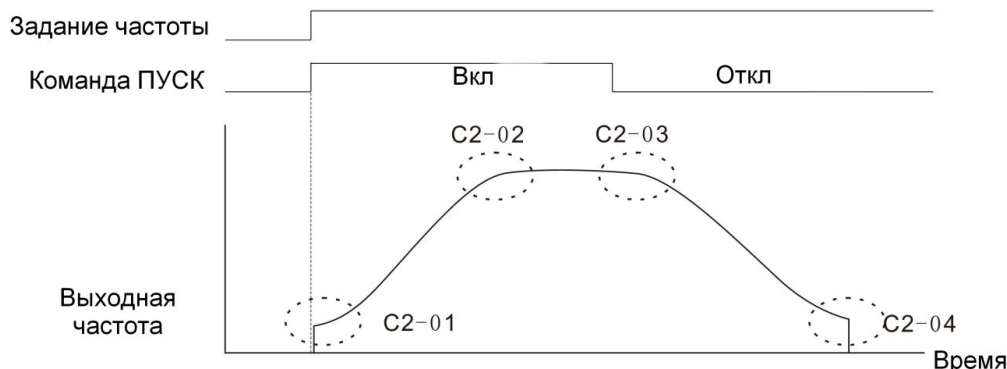 Задание частоты
Команда ПУСК
Вкл
Откл
C2-02
C2-03
Выходная
частота
C2-01
C2-04
Время